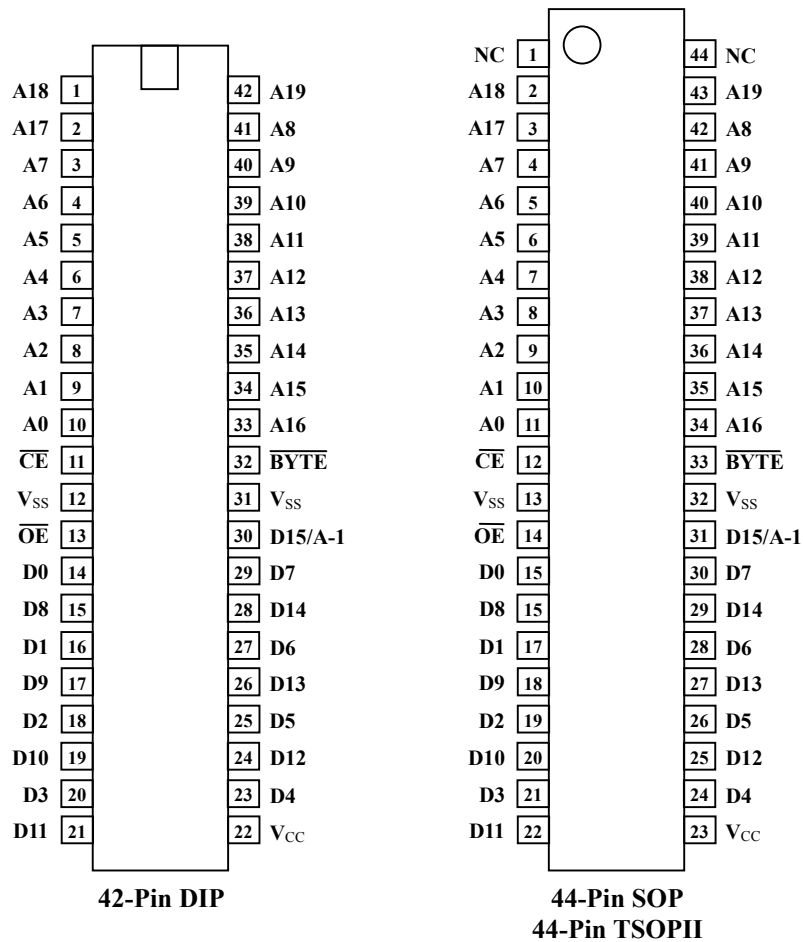 A18 1 42 A19
A17 2 41 A8
A7 3 40 A9
A6 4 39 A10
A5 5 38 A11
A4 6 37 A12
A3 7 36 A13
A2 8 35 A14
A1 9 34 A15
A0 10 33 A16
C̅E̅ 11 32 B̅Y̅T̅E̅
VSS 12 31 VSS
O̅E̅ 13 30 D15/A-1
D0 14 29 D7
D8 15 28 D14
D1 16 27 D6
D9 17 26 D13
D2 18 25 D5
D10 19 24 D12
D3 20 23 D4
D11 21 22 VCC
42-Pin DIP
NC 1 44 NC
A18 2 43 A19
A17 3 42 A8
A7 4 41 A9
A6 5 40 A10
A5 6 39 A11
A4 7 38 A12
A3 8 37 A13
A2 9 36 A14
A1 10 35 A15
A0 11 34 A16
C̅E̅ 12 33 B̅Y̅T̅E̅
VSS 13 32 VSS
O̅E̅ 14 31 D15/A-1
D0 15 30 D7
D8 15 29 D14
D1 17 28 D6
D9 18 27 D13
D2 19 26 D5
D10 20 25 D12
D3 21 24 D4
D11 22 23 VCC
44-Pin SOP
44-Pin TSOPII